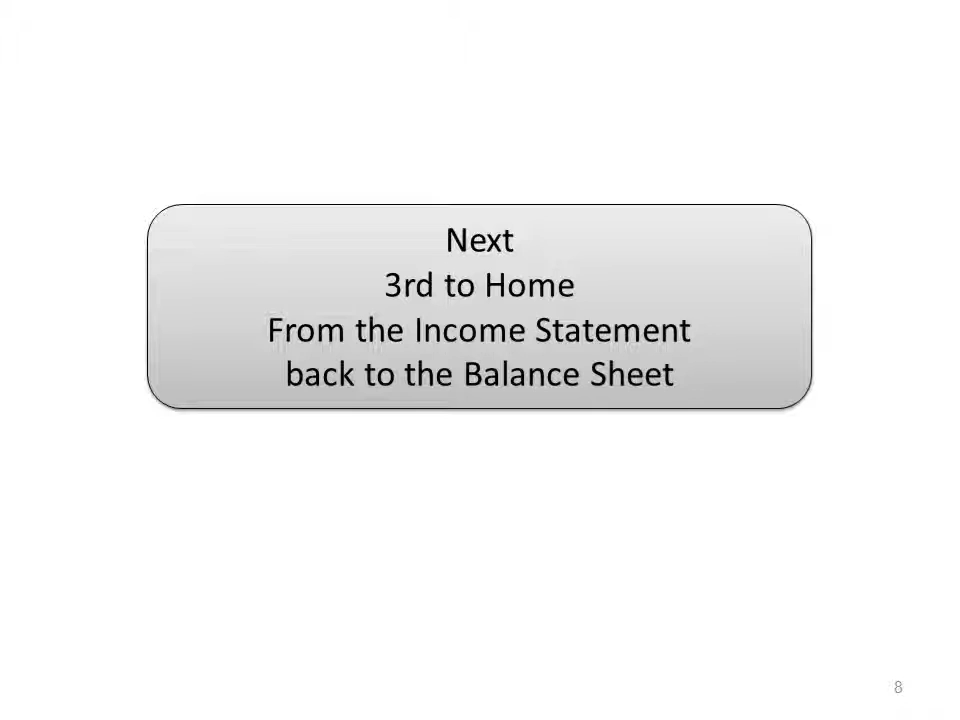 Next
3rd to Home
From the Income Statement
back to the Balance Sheet
8